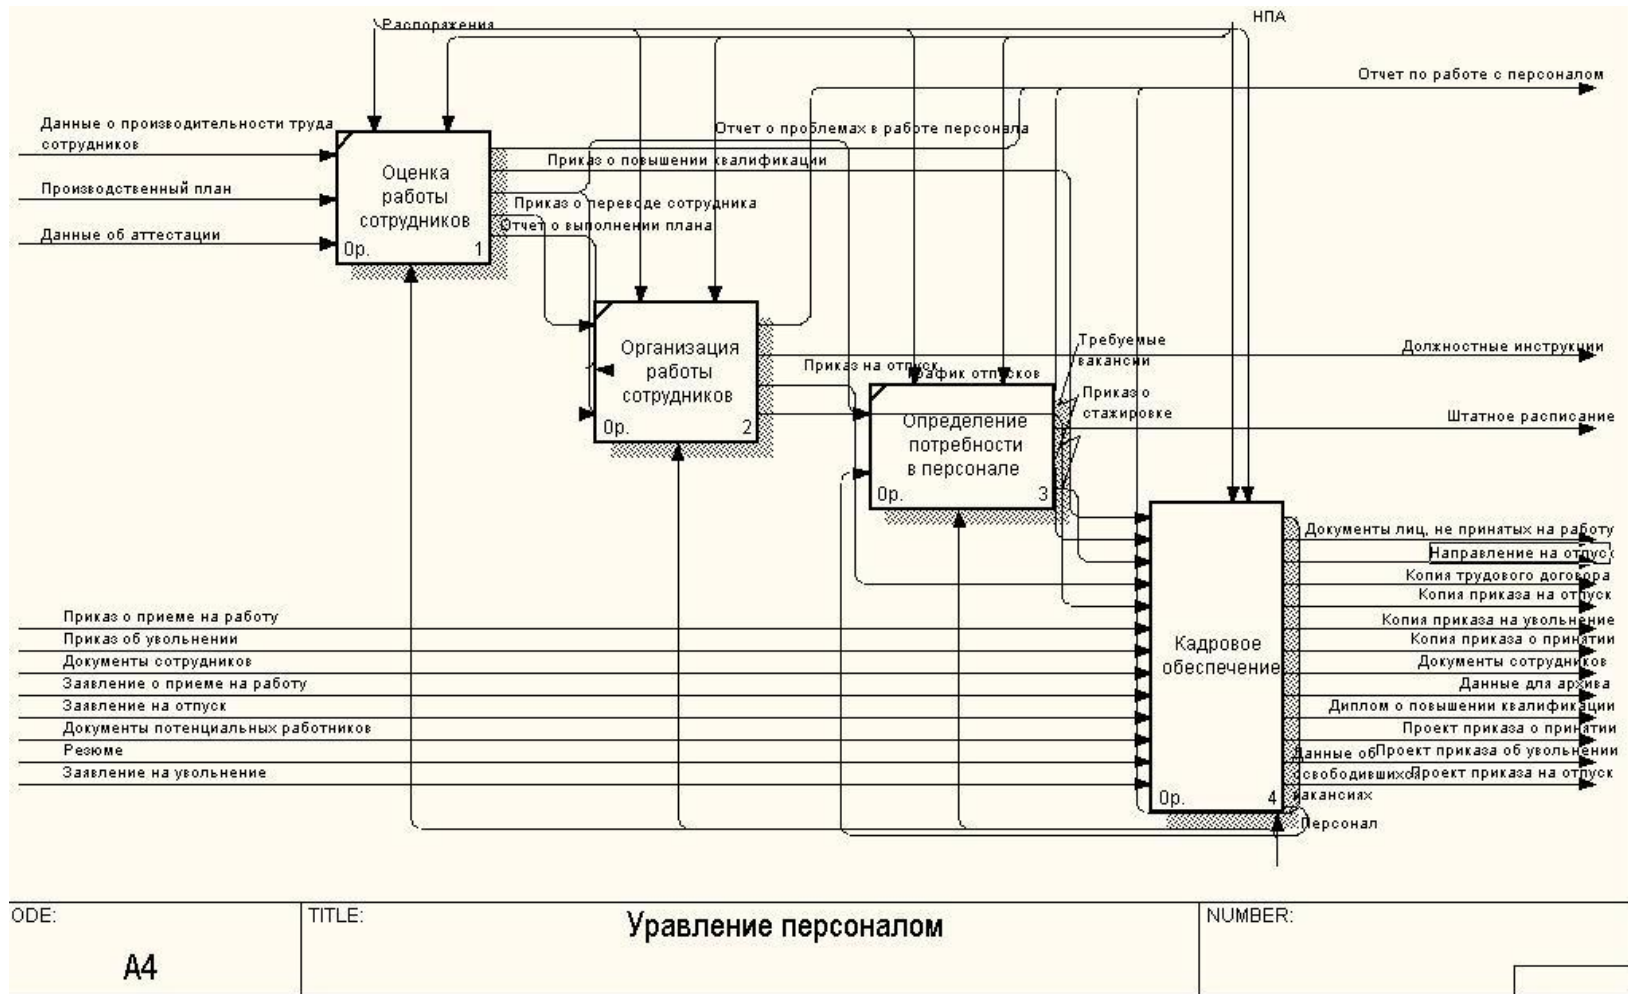 Распоряжения
НПА
Отчет по работе с персоналом
Данные о производительности труда
сотрудников
Производственный план
Данные об аттестации
Оценка
работы
сотрудников
0р.
1
Отчет о проблемах в работе персонала
Приказ о повышении квалификации
Приказ о переводе сотрудника
Отчет о выполнении плана
Организация
работы
сотрудников
0р.
2
Приказ на отпуск
График отпусков
Требуемые
вакансии
Приказ о
стажировке
Должностные инструкции
Штатное расписание
Определение
потребности
в персонале
0р.
3
Приказ о приеме на работу
Приказ об увольнении
Документы сотрудников
Заявление о приеме на работу
Заявление на отпуск
Документы потенциальных работников
Резюме
Заявление на увольнение
Кадровое
обеспечение
0р.
4
Документы лиц, не принятых на работу
Направление на отпуск
Копия трудового договора
Копия приказа на отпуск
Копия приказа на увольнение
Копия приказа о принятии
Документы сотрудников
Данные для архива
Диплом о повышении квалификации
Проект приказа о принятии
Проект приказа об увольнении
Проект приказа на отпуск
Данные об
освободившихся
вакансиях
Персонал
ODE:
A4
TITLE:
Уравление персоналом
NUMBER: